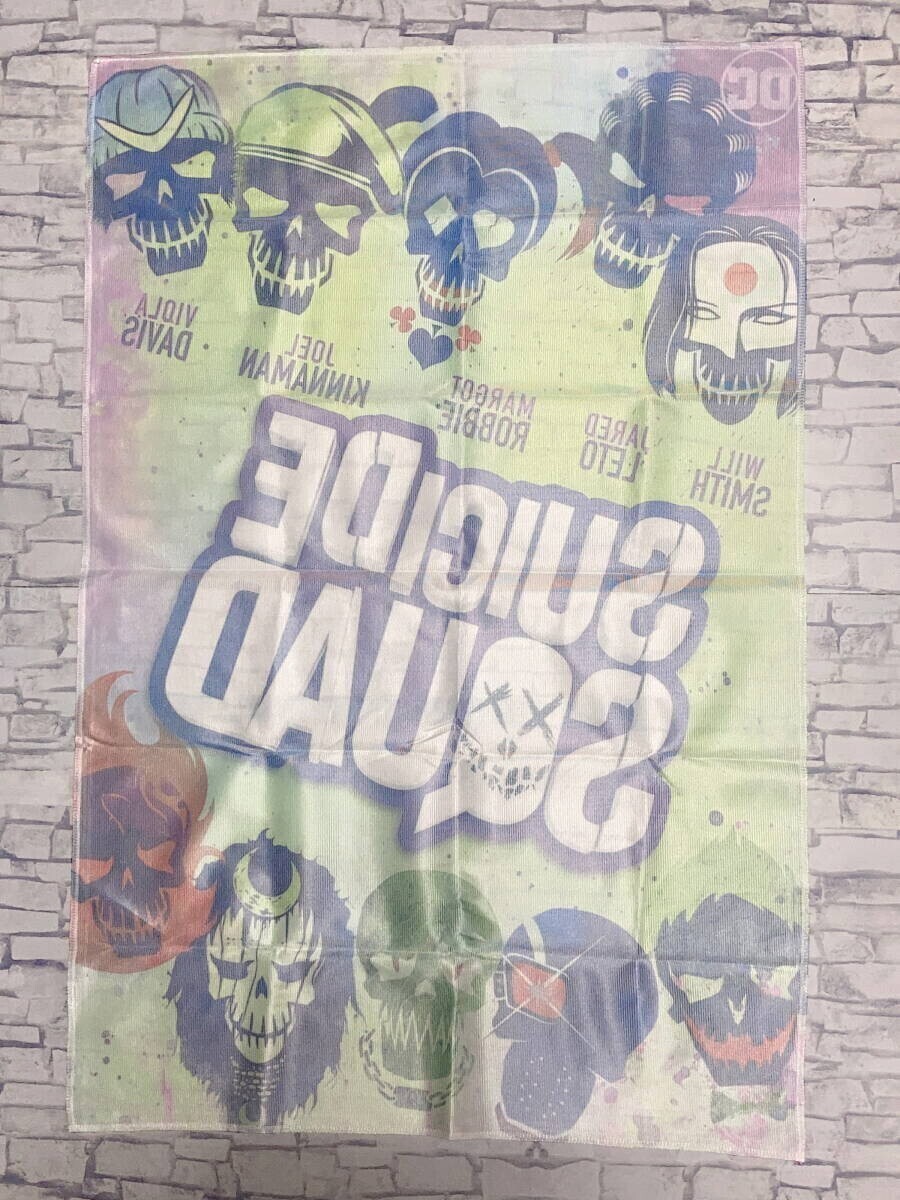 DC
WILL
SMITH
JARED
LETO
MARGOT
ROBBIE
JOEL
KINNAMAN
VIOLA
DAVIS
SUICIDE
SQUAD